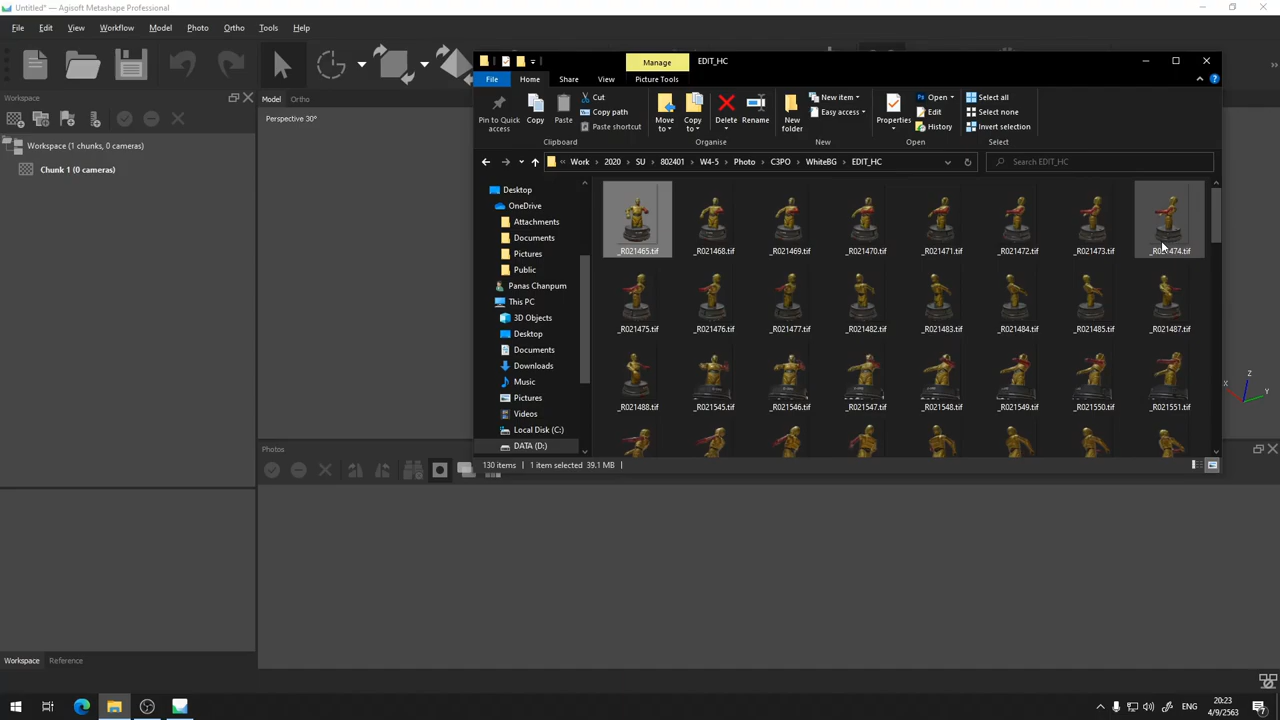 Untitled* — Agisoft Metashape Professional
File Edit View Workflow Model Photo Ortho Tools Help
Manage EDIT_HC
File Home Share View Picture Tools
Workspace
Model Ortho
Perspective 30°
Workspace (1 chunks, 0 cameras)
Chunk 1 (0 cameras)
Pin to Quick access
Copy
Paste
Cut
Copy path
Paste shortcut
Move to
Copy to
Delete
Rename
New folder
New item
Easy access
Properties
Open
Edit
History
Select all
Select none
Invert selection
Clipboard Organise New Open Select
« Work 2020 SU 802401 W4-5 Photo C3PO WhiteBG EDIT_HC
Search EDIT_HC
Desktop
OneDrive
Attachments
Documents
Pictures
Public
Panas Chanpum
This PC
3D Objects
Desktop
Documents
Downloads
Music
Pictures
Videos
Local Disk (C:)
DATA (D:)
_R021465.tif _R021468.tif _R021469.tif _R021470.tif _R021471.tif _R021472.tif _R021473.tif _R021474.tif
_R021475.tif _R021476.tif _R021477.tif _R021482.tif _R021483.tif _R021484.tif _R021485.tif _R021487.tif
_R021488.tif _R021545.tif _R021546.tif _R021547.tif _R021548.tif _R021549.tif _R021550.tif _R021551.tif
130 items 1 item selected 39.1 MB
X Z Y
Photos
Workspace Reference
ENG
20:23
4/9/2563